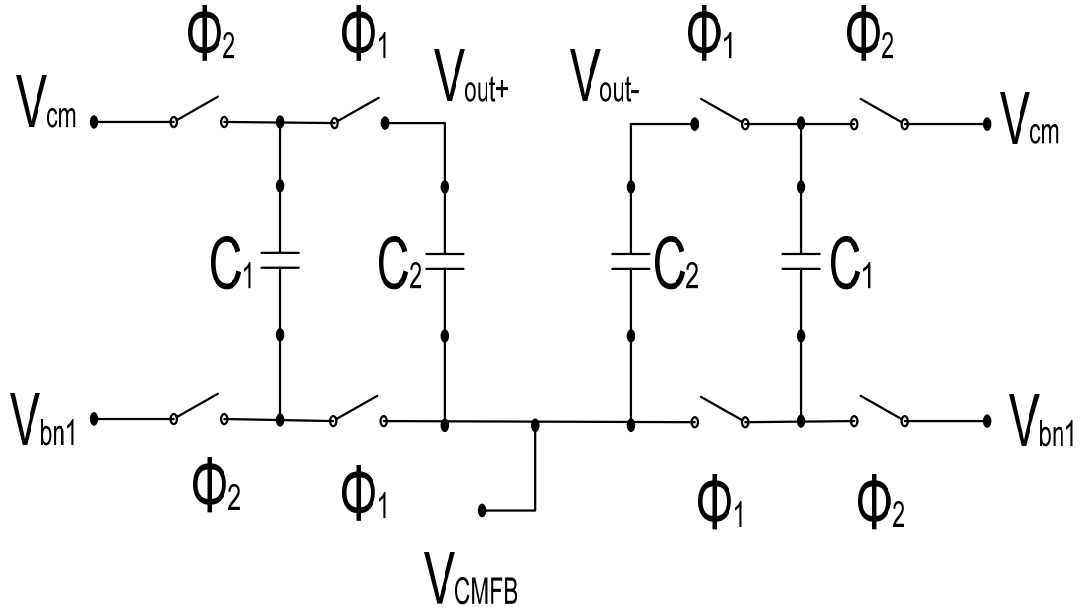 Φ2 Φ1 Φ1 Φ2
Vcm Vout+ Vout- Vcm
C1 C2 C2 C1
Vbn1 Vbn1
Φ2 Φ1 Φ1 Φ2
VCMFB